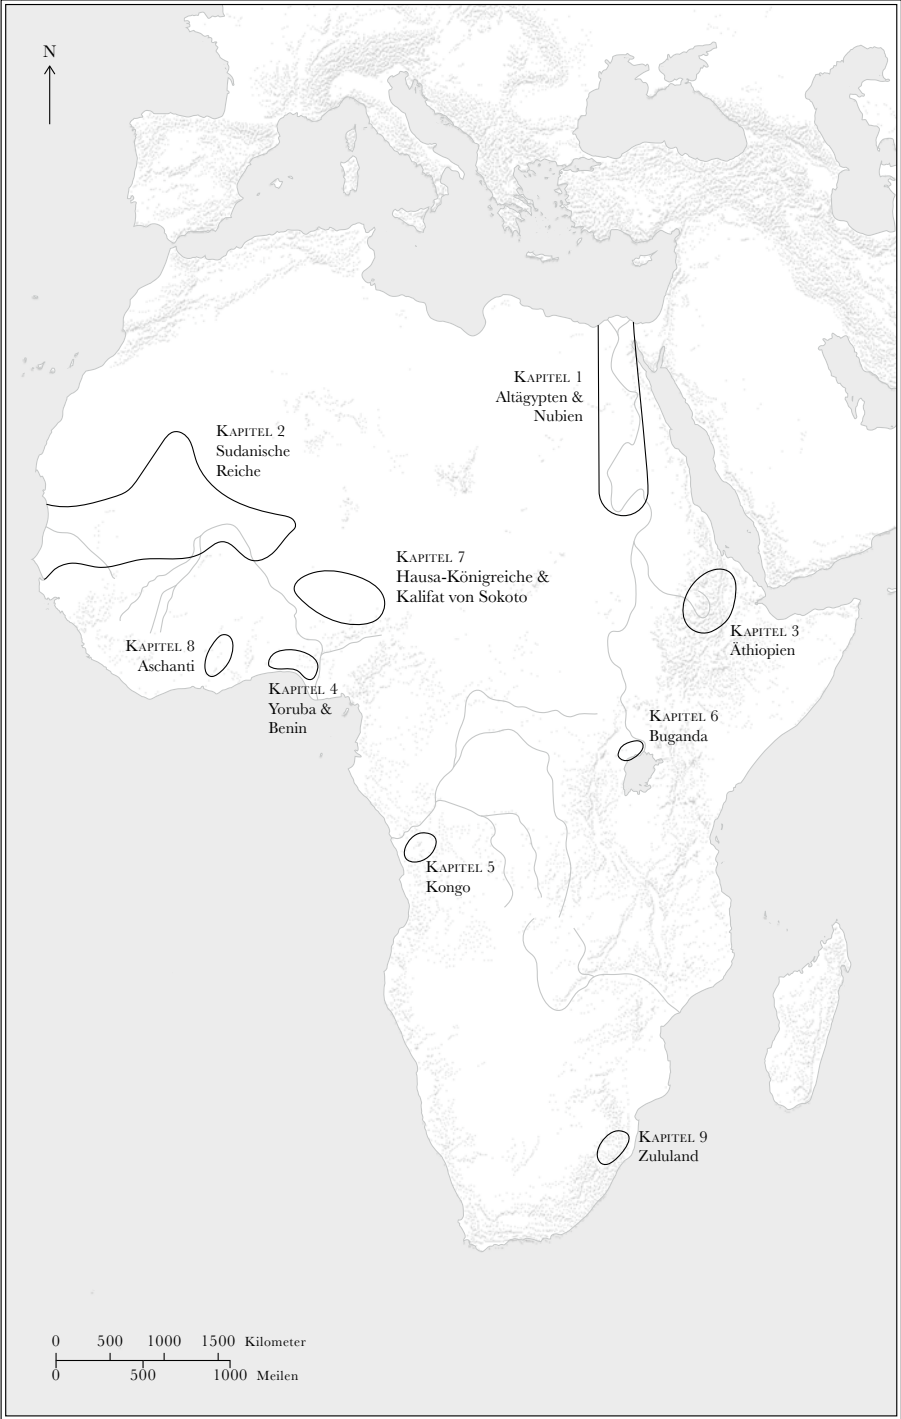 N
KAPITEL 1
Altägypten &
Nubien
KAPITEL 2
Sudanische
Reiche
KAPITEL 7
Hausa-Königreiche &
Kalifat von Sokoto
KAPITEL 3
Äthiopien
KAPITEL 8
Aschanti
KAPITEL 4
Yoruba &
Benin
KAPITEL 6
Buganda
KAPITEL 5
Kongo
KAPITEL 9
Zululand
0 500 1000 1500 Kilometer
0 500 1000 Meilen